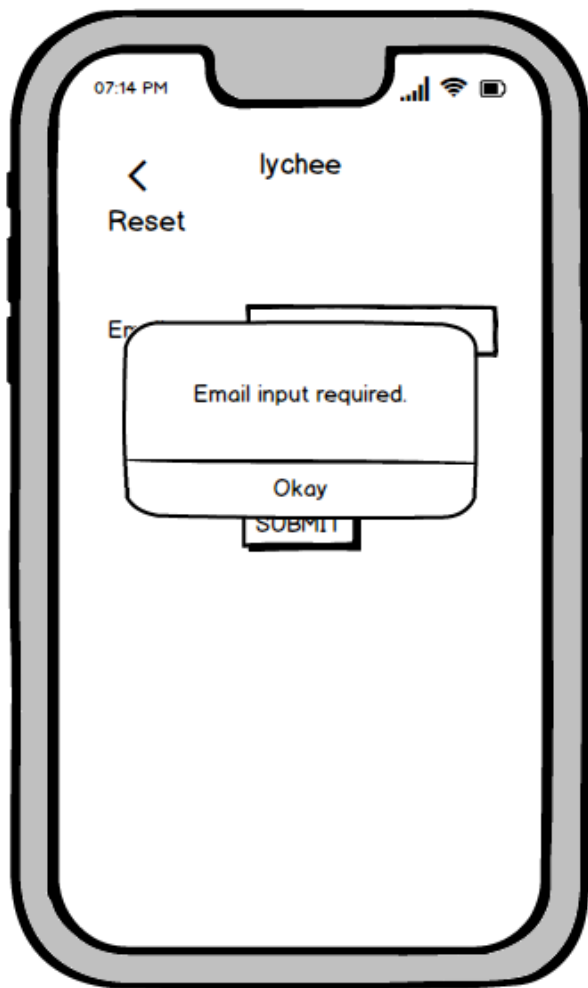 07:14 PM
lychee
Reset
Email input required.
Okay
SUBMIT